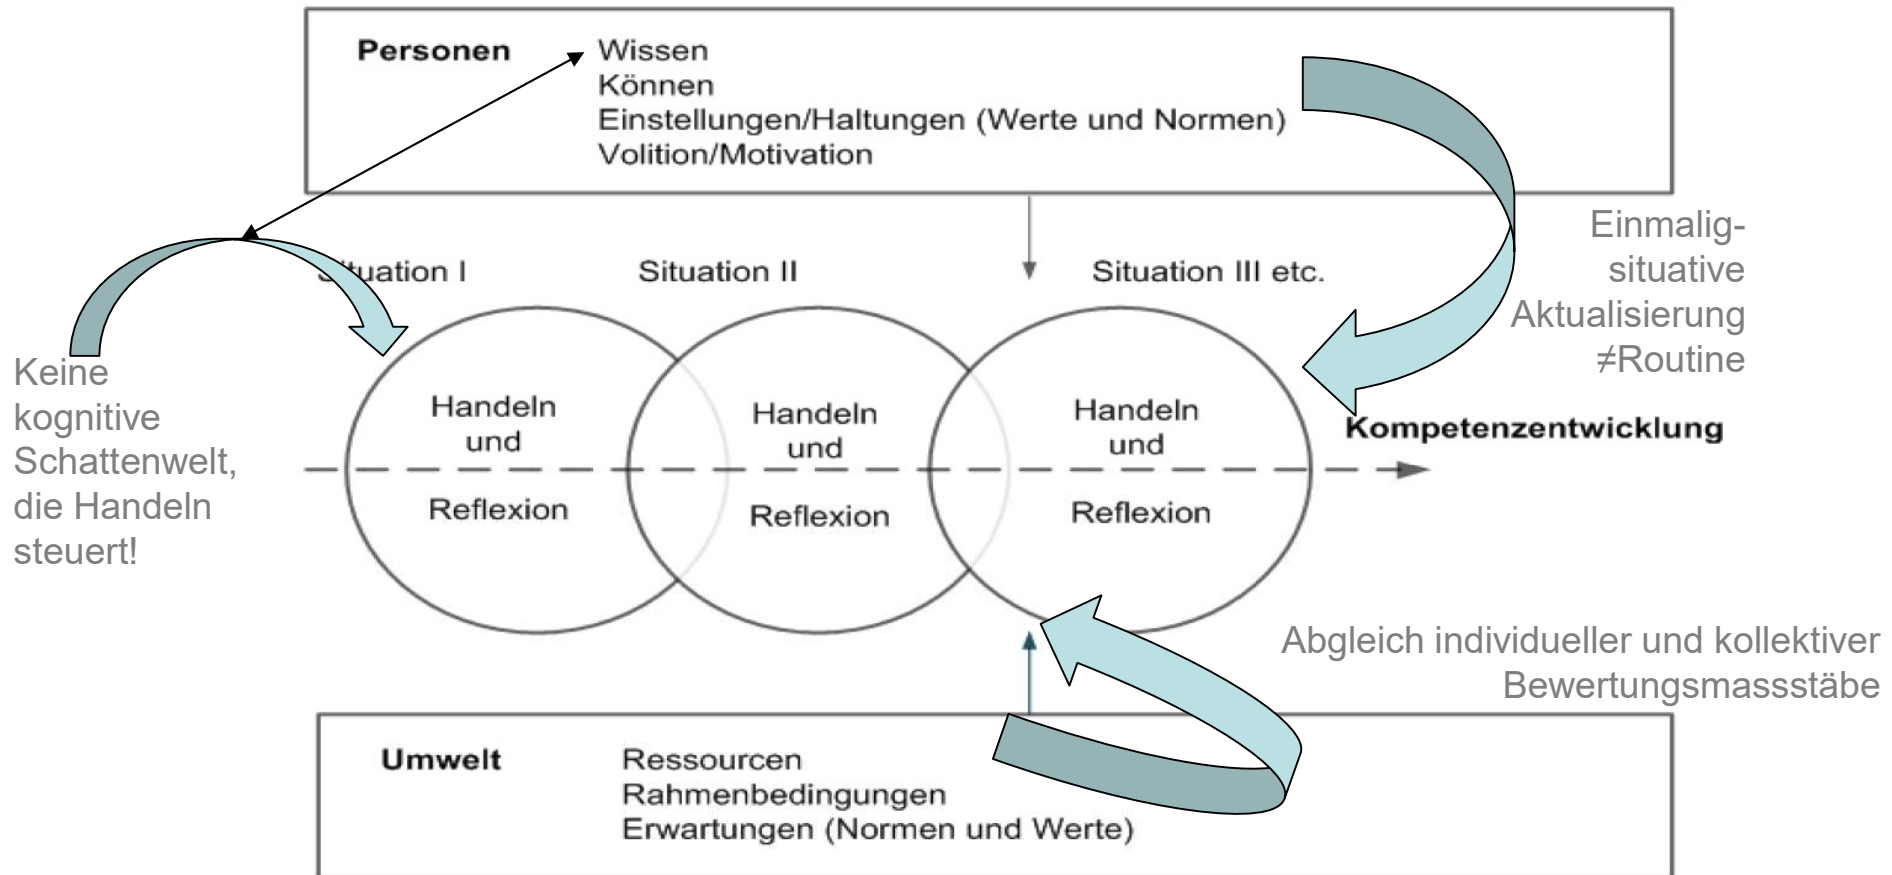 Personen Wissen
Können
Einstellungen/Haltungen (Werte und Normen)
Volition/Motivation
Einmalig-
situative
Aktualisierung
≠Routine
Situation I Situation II Situation III etc.
Keine
kognitive
Schattenwelt,
die Handeln
steuert!
Handeln
und
Reflexion
Handeln
und
Reflexion
Handeln
und
Reflexion
Kompetenzentwicklung
Abgleich individueller und kollektiver
Bewertungsmassstäbe
Umwelt Ressourcen
Rahmenbedingungen
Erwartungen (Normen und Werte)